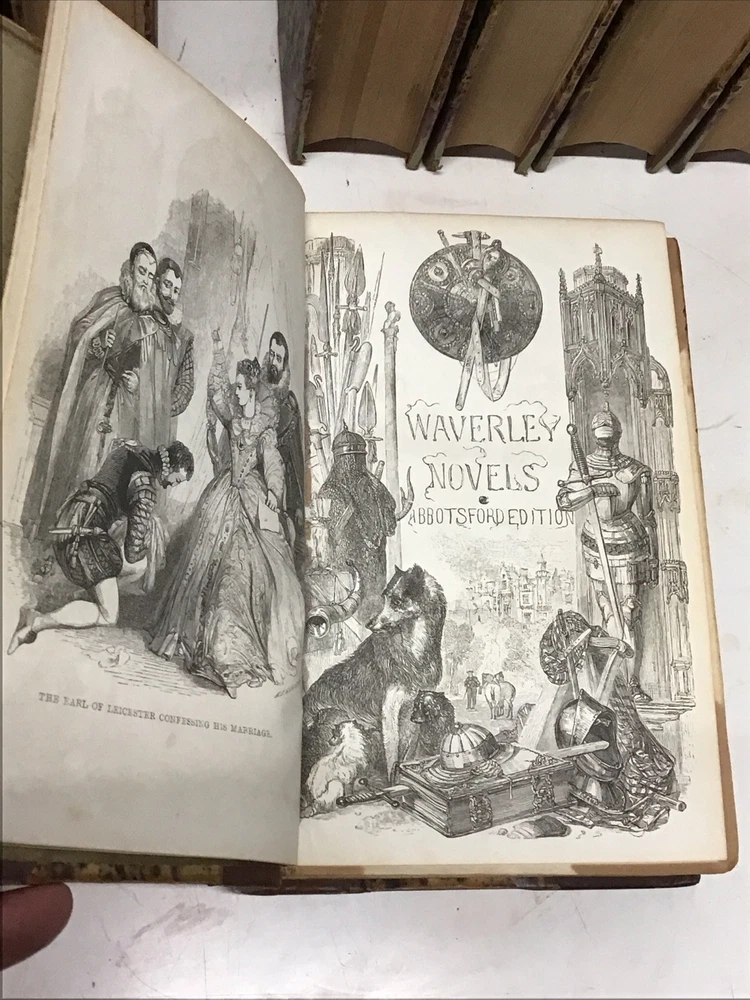 THE EARL OF LEICESTER CONFESSING HIS MARRIAGE.
WAVERLEY
NOVELS
ABBOTSFORD EDITION